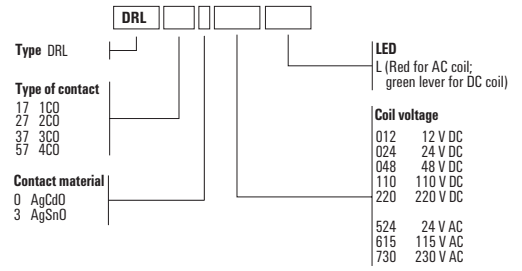 DRL
Type DRL
Type of contact
17 1CO
27 2CO
37 3CO
57 4CO
Contact material
0 AgCdO
3 AgSnO
LED
L (Red for AC coil;
green lever for DC coil)
Coil voltage
012 12 V DC
024 24 V DC
048 48 V DC
110 110 V DC
220 220 V DC
524 24 V AC
615 115 V AC
730 230 V AC